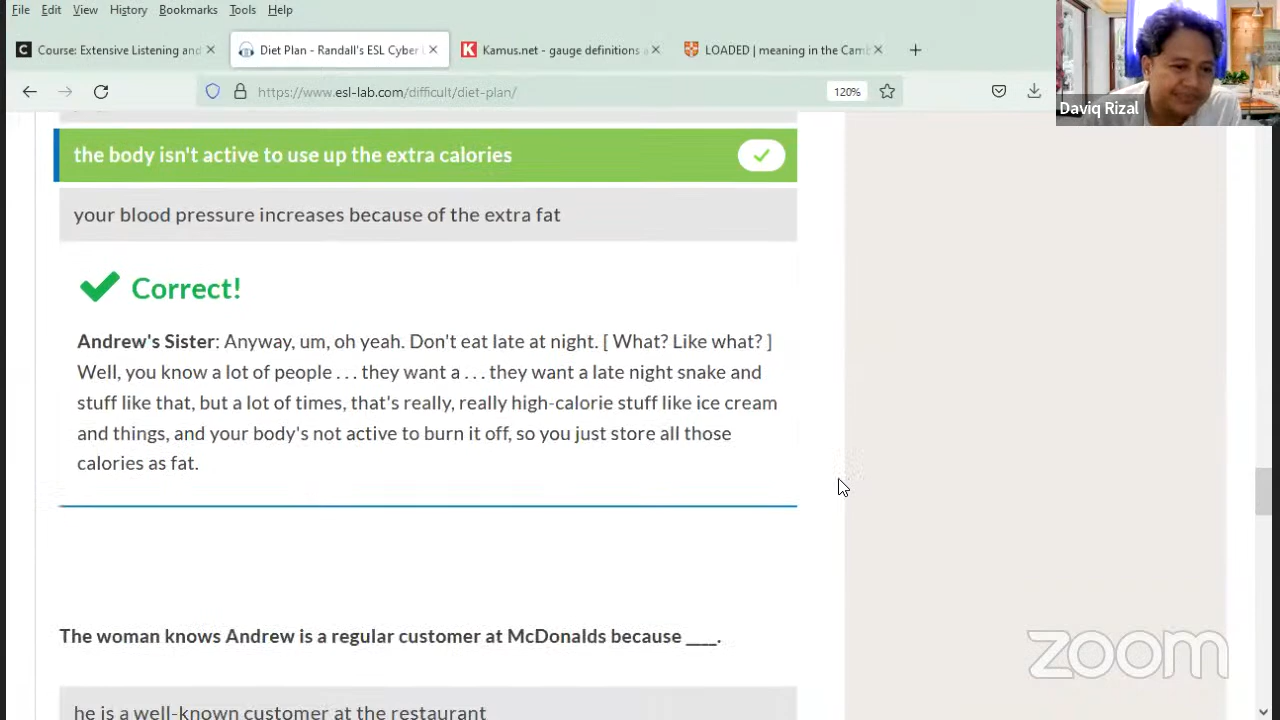 File Edit View History Bookmarks Tools Help
Course: Extensive Listening and
Diet Plan - Randall's ESL Cyber L
Kamus.net - gauge definitions a
LOADED | meaning in the Camb
https://www.esl-lab.com/difficult/diet-plan/
120%
Daviq Rizal
the body isn't active to use up the extra calories
your blood pressure increases because of the extra fat
Correct!
Andrew's Sister: Anyway, um, oh yeah. Don't eat late at night. [ What? Like what? ]
Well, you know a lot of people . . . they want a . . . they want a late night snake and
stuff like that, but a lot of times, that's really, really high-calorie stuff like ice cream
and things, and your body's not active to burn it off, so you just store all those
calories as fat.
The woman knows Andrew is a regular customer at McDonalds because ____.
he is a well-known customer at the restaurant
zoom